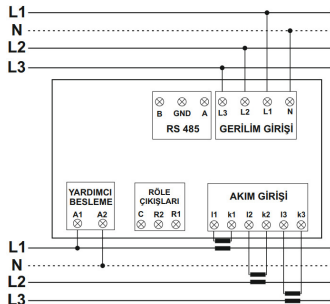 L1
N
L2
L3
B GND A
RS 485
L3 L2 L1 N
GERİLİM GİRİŞİ
YARDIMCI
BESLEME
A1 A2
RÖLE
ÇIKIŞLARI
C R2 R1
AKIM GİRİŞİ
I1 k1 I2 k2 I3 k3
L1
N
L2
L3